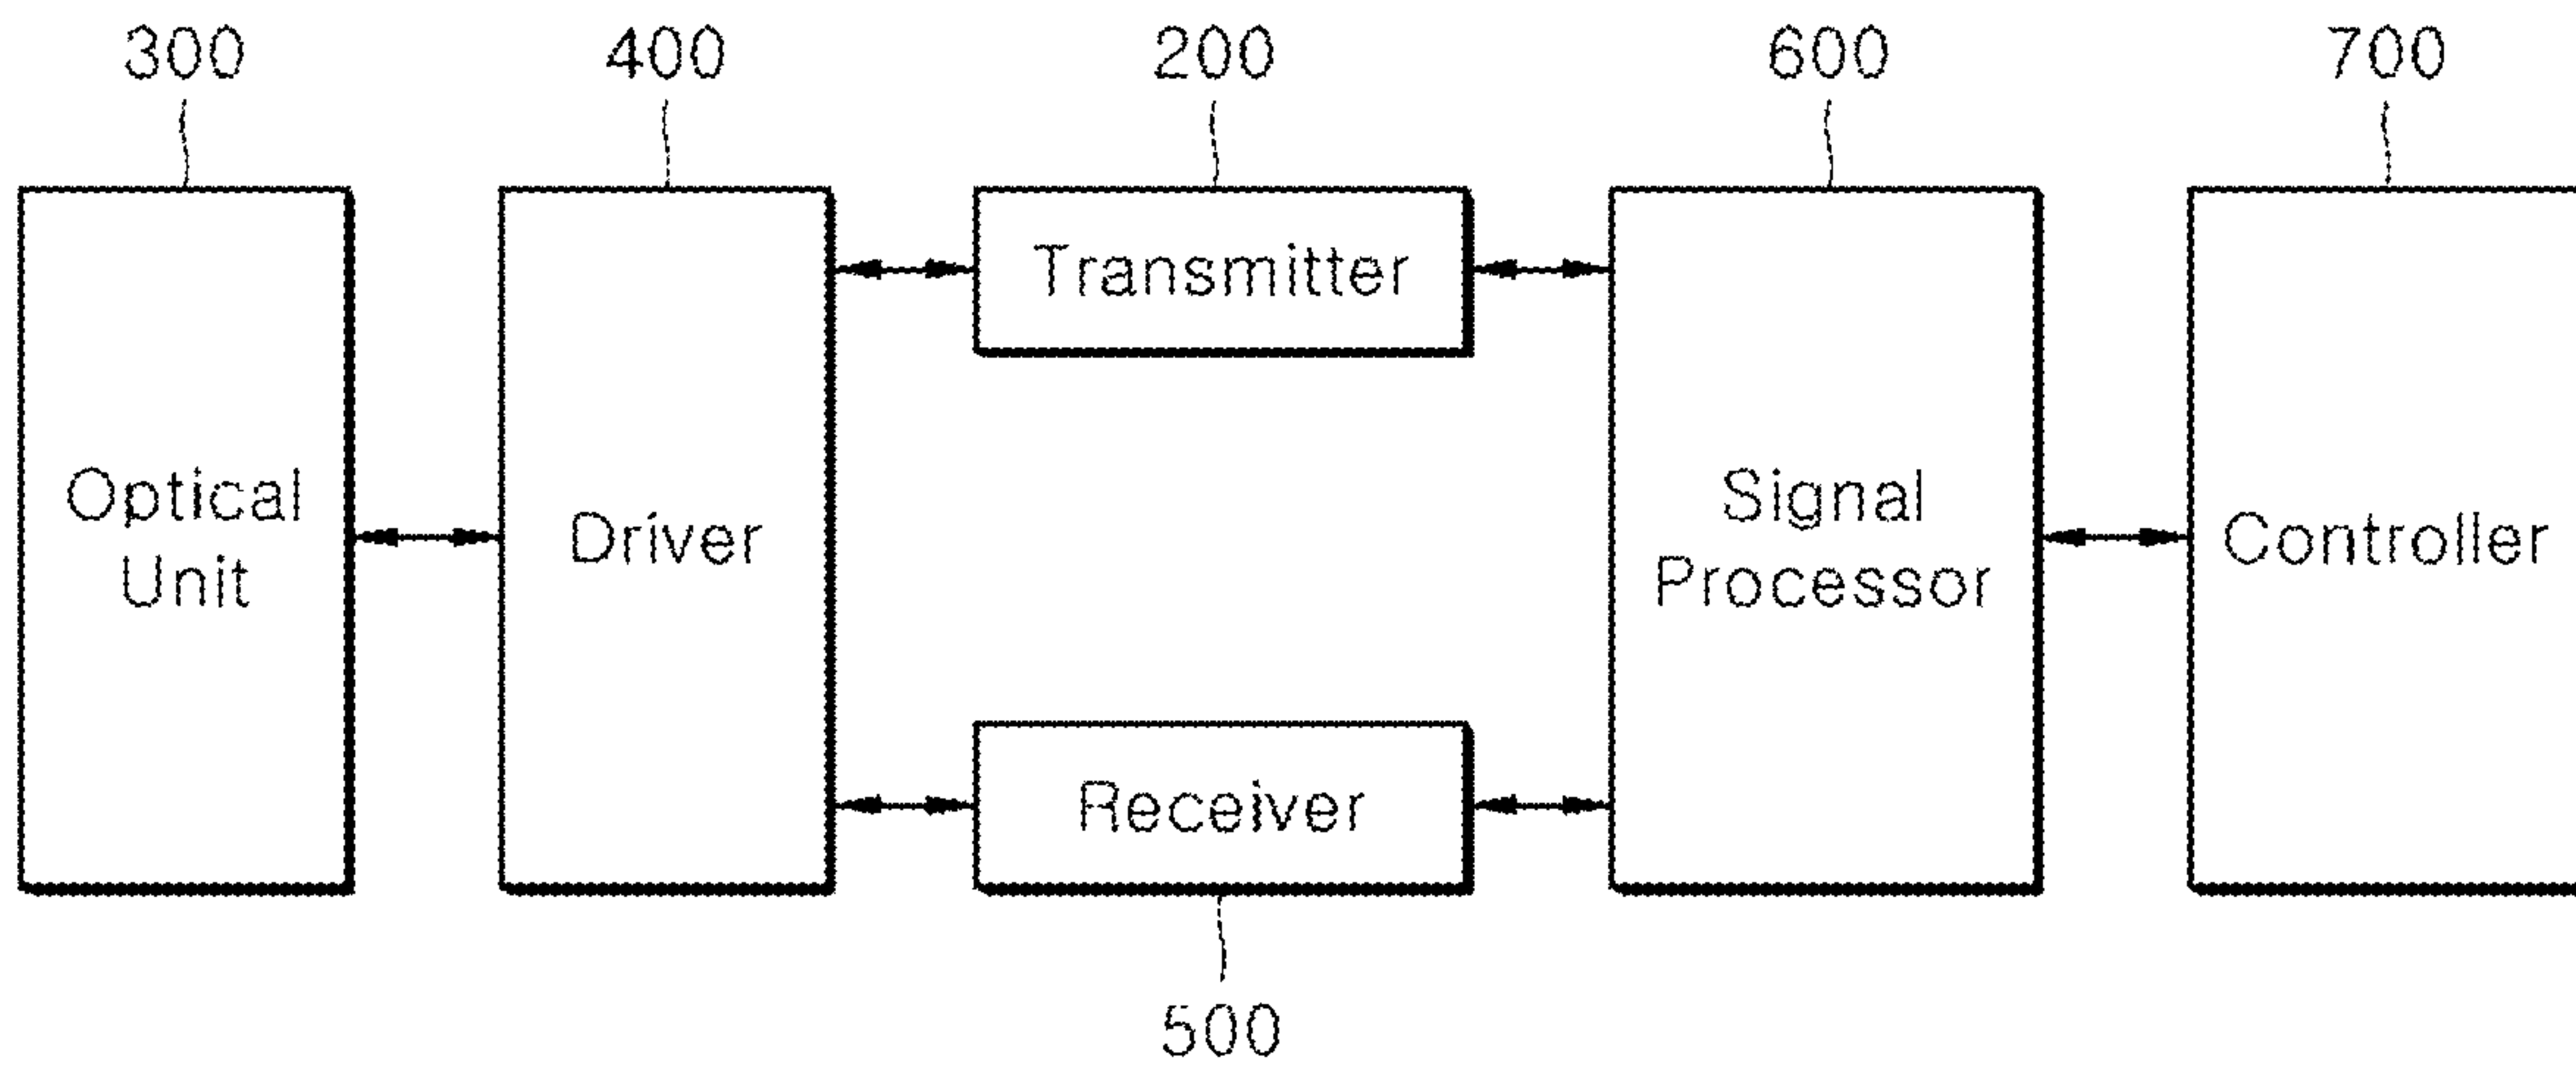 300
400
200
600
700
Transmitter
Optical
Unit
Driver
Signal
Processor
Controller
Receiver
500